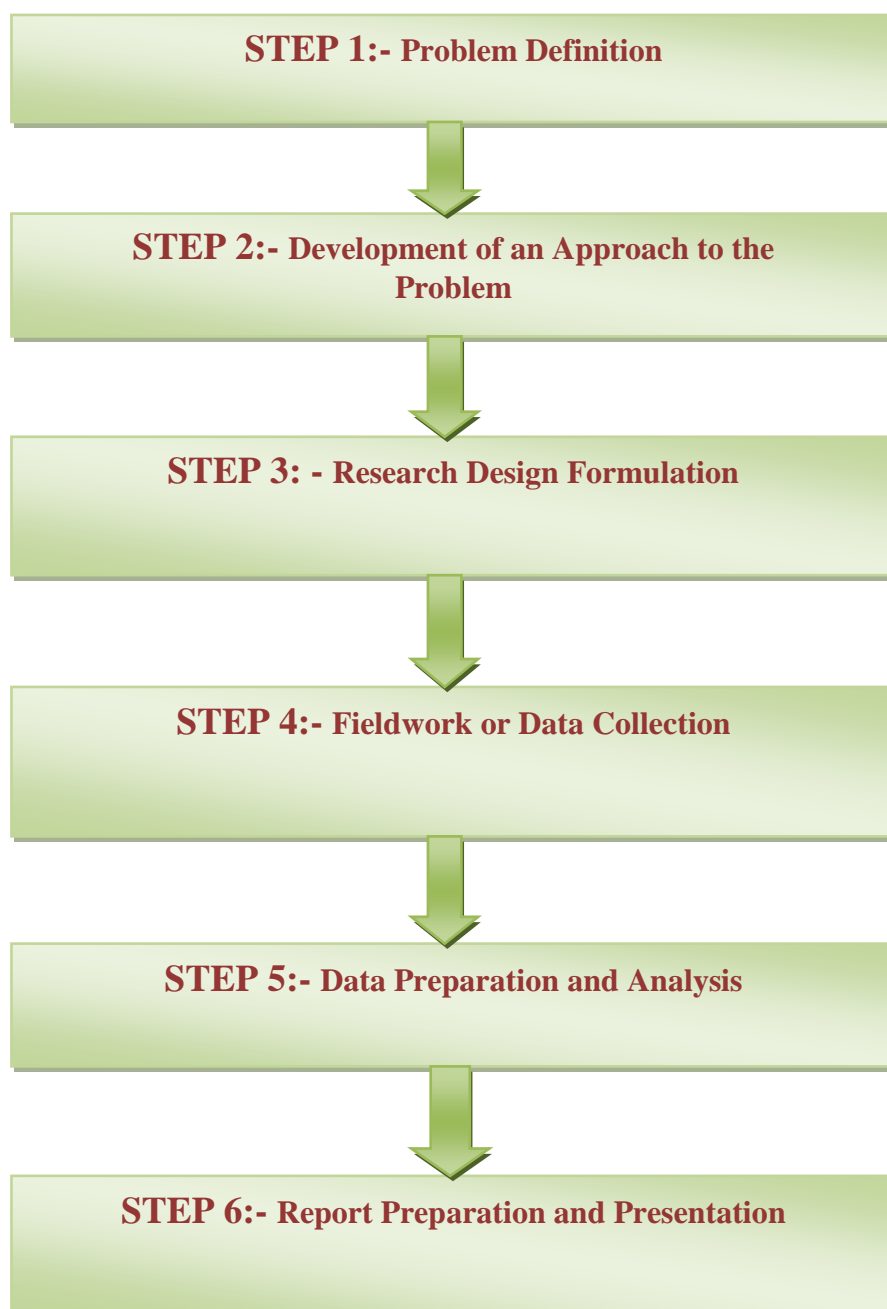 STEP 1:- Problem Definition
STEP 2:- Development of an Approach to the
Problem
STEP 3: - Research Design Formulation
STEP 4:- Fieldwork or Data Collection
STEP 5:- Data Preparation and Analysis
STEP 6:- Report Preparation and Presentation